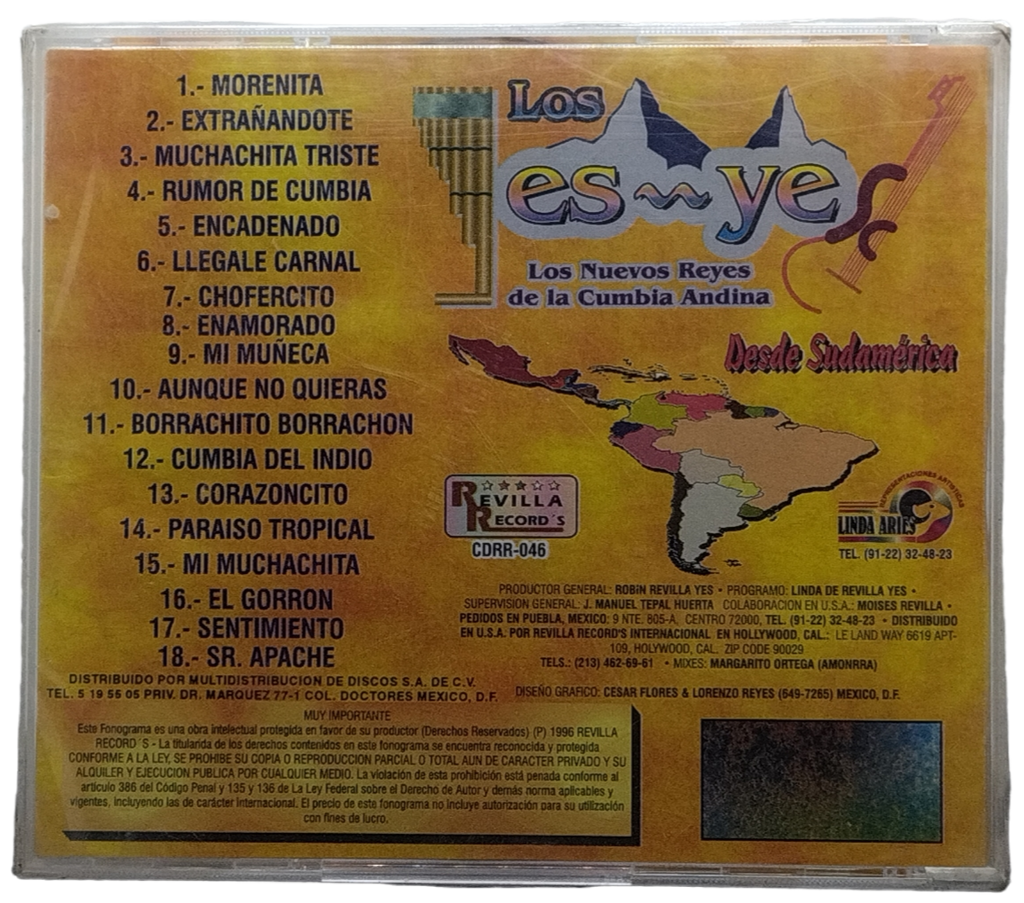 1.- MORENITA
2.- EXTRAÑANDOTE
3.- MUCHACHITA TRISTE
4.- RUMOR DE CUMBIA
5.- ENCADENADO
6.- LLEGALE CARNAL
7.- CHOFERCITO
8.- ENAMORADO
9.- MI MUÑECA
10.- AUNQUE NO QUIERAS
11.- BORRACHITO BORRACHON
12.- CUMBIA DEL INDIO
13.- CORAZONCITO
14.- PARAISO TROPICAL
15.- MI MUCHACHITA
16.- EL GORRON
17.- SENTIMIENTO
18.- SR. APACHE
Los
es~~yes
Los Nuevos Reyes
de la Cumbia Andina
Desde Sudamérica
REVILLA
RECORD´S
CDRR-046
REPRESENTACIONES ARTISTICAS
LINDA ARIES
TEL. (91-22) 32-48-23
PRODUCTOR GENERAL: ROBiN REVILLA YES • PROGRAMO: LINDA DE REVILLA YES •
SUPERVISION GENERAL: J. MANUEL TEPAL HUERTA COLABORACION EN U.S.A.: MOISES REVILLA •
PEDIDOS EN PUEBLA, MEXICO: 9 NTE. 805-A, CENTRO 72000, TEL. (91-22) 32-48-23 • DISTRIBUIDO
EN U.S.A. POR REVILLA RECORD'S INTERNACIONAL EN HOLLYWOOD, CAL.: LE LAND WAY 6619 APT-
109, HOLYWOOD, CAL. ZIP CODE 90029
TELS.: (213) 462-69-61 • MIXES: MARGARITO ORTEGA (AMONRRA)
DISEÑO GRAFICO: CESAR FLORES & LORENZO REYES (649-7265) MEXICO, D.F.
DISTRIBUIDO POR MULTIDISTRIBUCION DE DISCOS S.A. DE C.V.
TEL. 5 19 55 05 PRIV. DR. MARQUEZ 77-1 COL. DOCTORES MEXICO, D.F.
MUY IMPORTANTE
Este Fonograma es una obra intelectual protegida en favor de su productor (Derechos Reservados) (P) 1996 REVILLA
RECORD´S - La titularida de los derechos contenidos en este fonograma se encuentra reconocida y protegida
CONFORME A LA LEY, SE PROHIBE SU COPIA O REPRODUCCION PARCIAL O TOTAL AUN DE CARACTER PRIVADO Y SU
ALQUILER Y EJECUCION PUBLICA POR CUALQUIER MEDIO. La violación de esta prohibición está penada conforme al
artículo 386 del Código Penal y 135 y 136 de La Ley Federal sobre el Derecho de Autor y demás norma aplicables y
vigentes, incluyendo las de carácter Internacional. El precio de este fonograma no incluye autorización para su utilización
con fines de lucro.